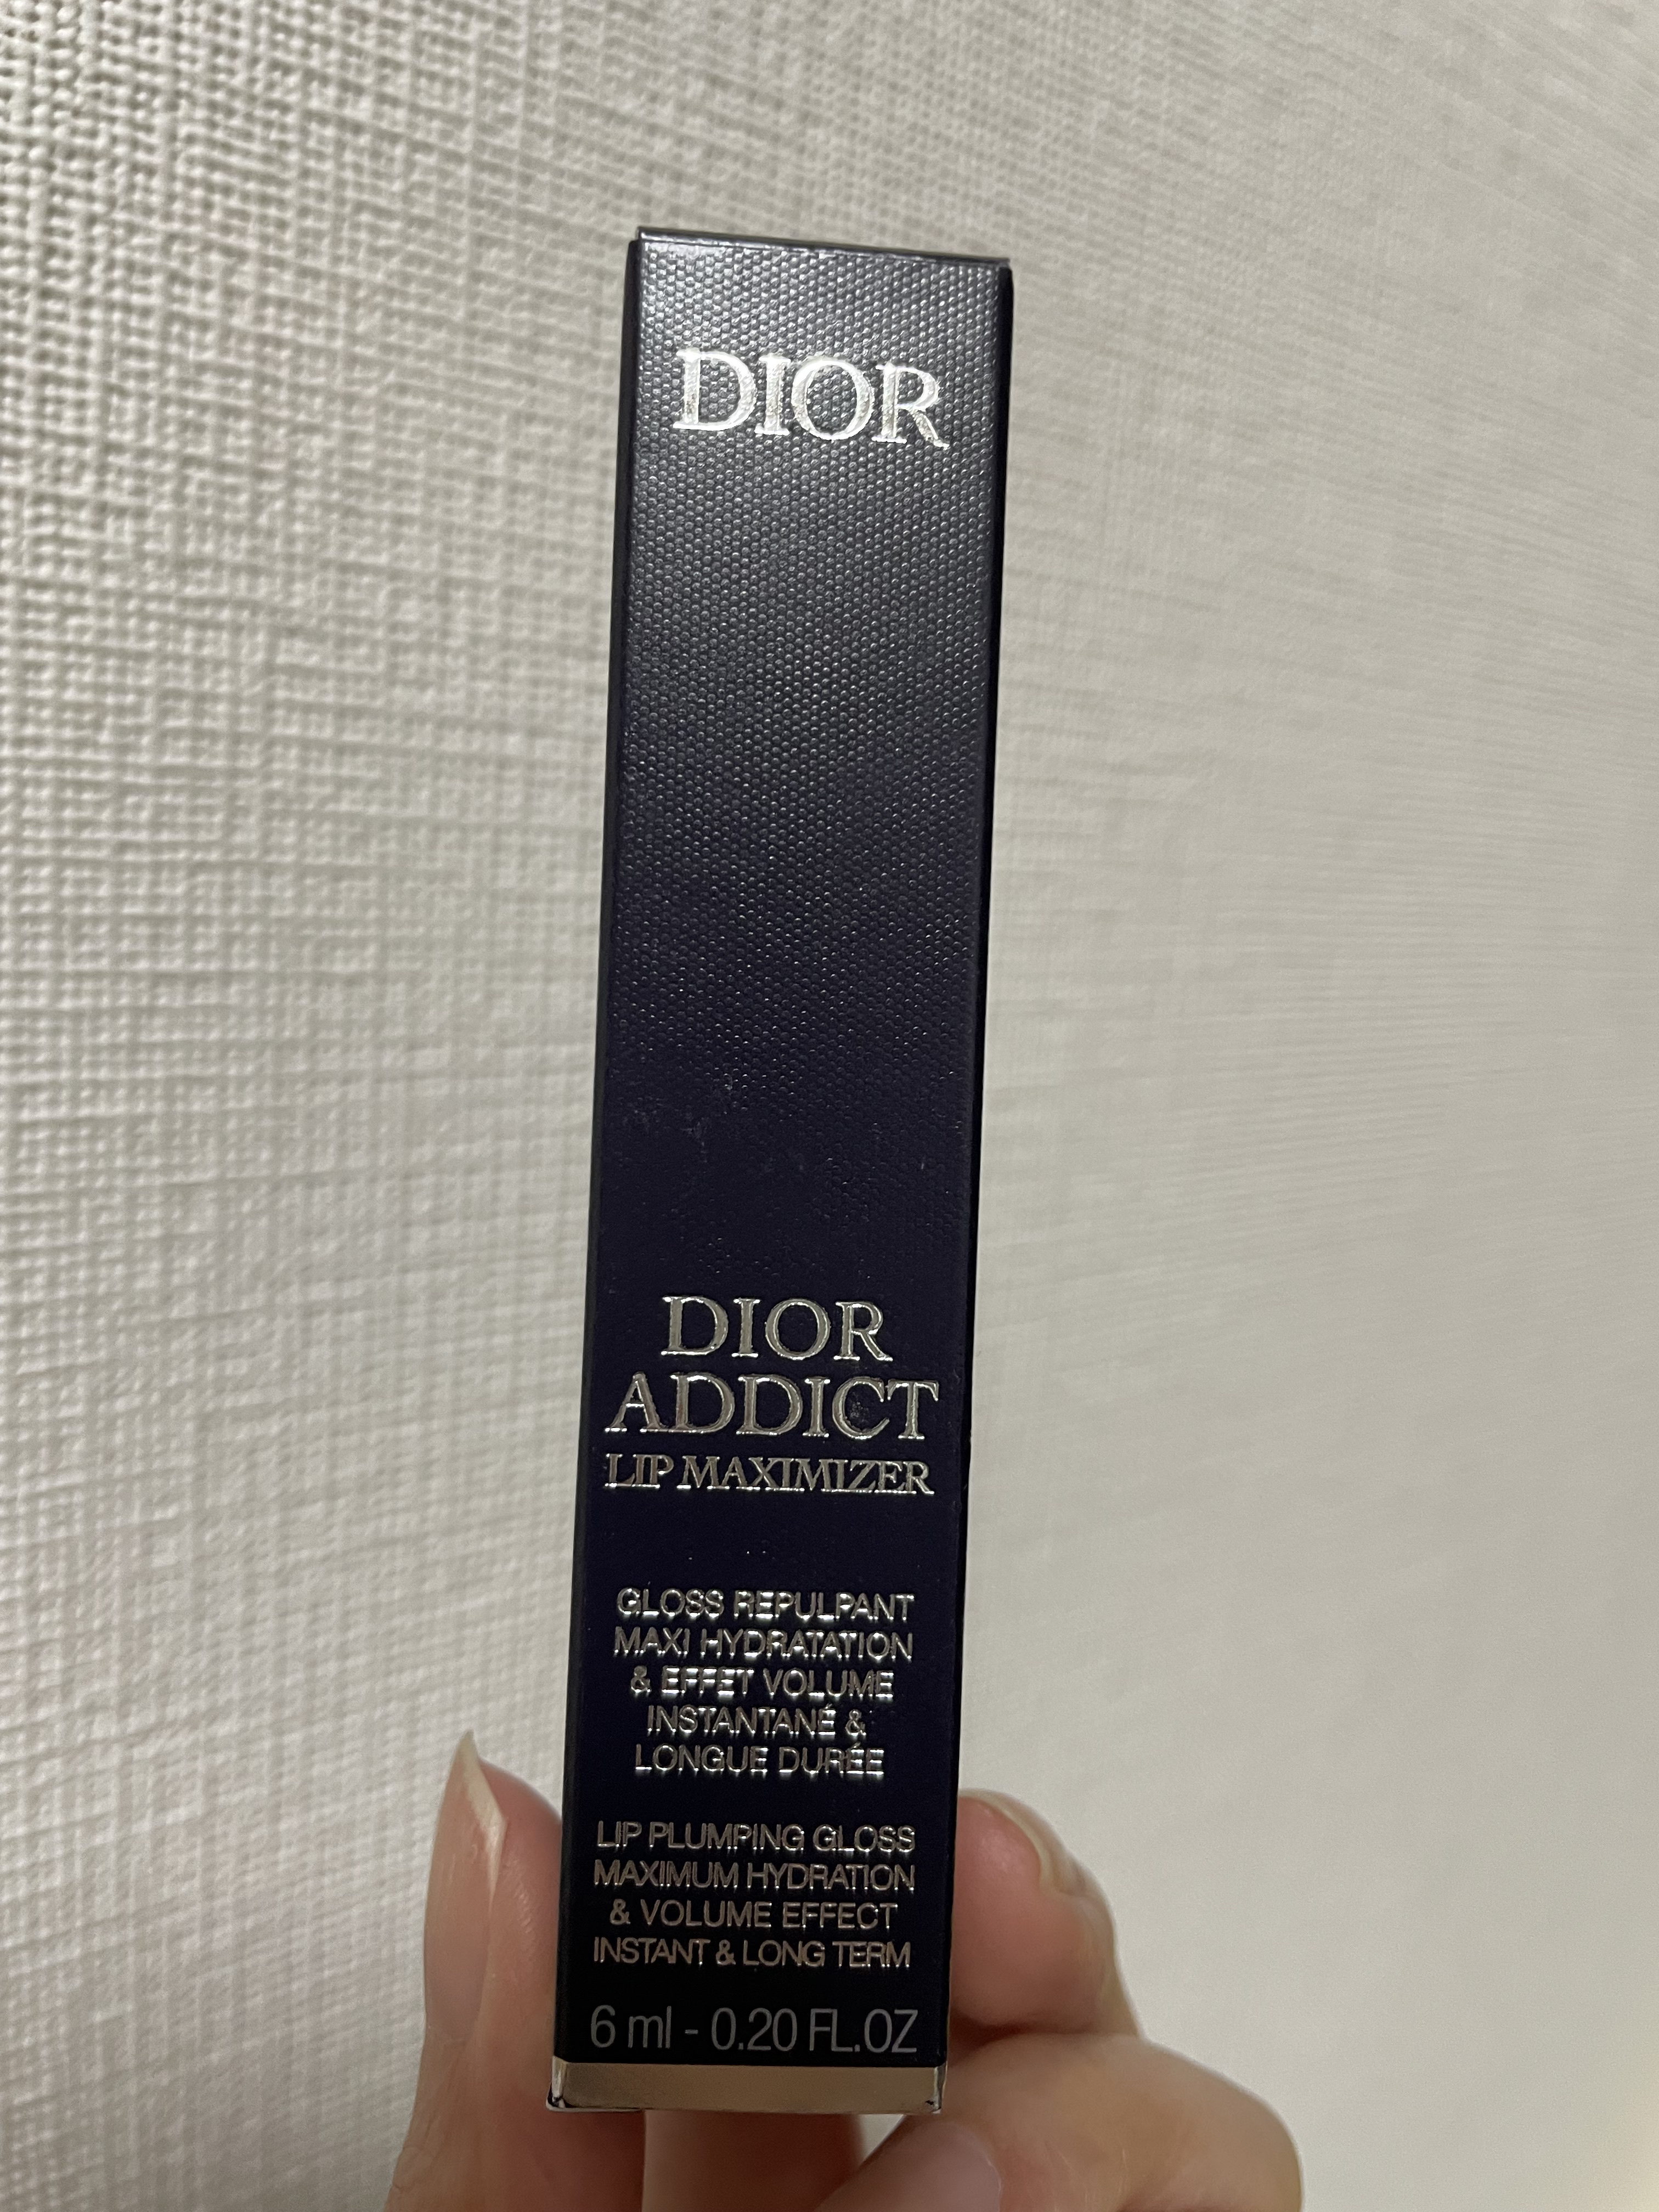 DIOR
DIOR
ADDICT
LIP MAXIMIZER
GLOSS REPULPANT
MAXI HYDRATATION
& EFFET VOLUME
INSTANTANÉ &
LONGUE DURÉE
LIP PLUMPING GLOSS
MAXIMUM HYDRATION
& VOLUME EFFECT
INSTANT & LONG TERM
6 ml - 0.20 FL.OZ